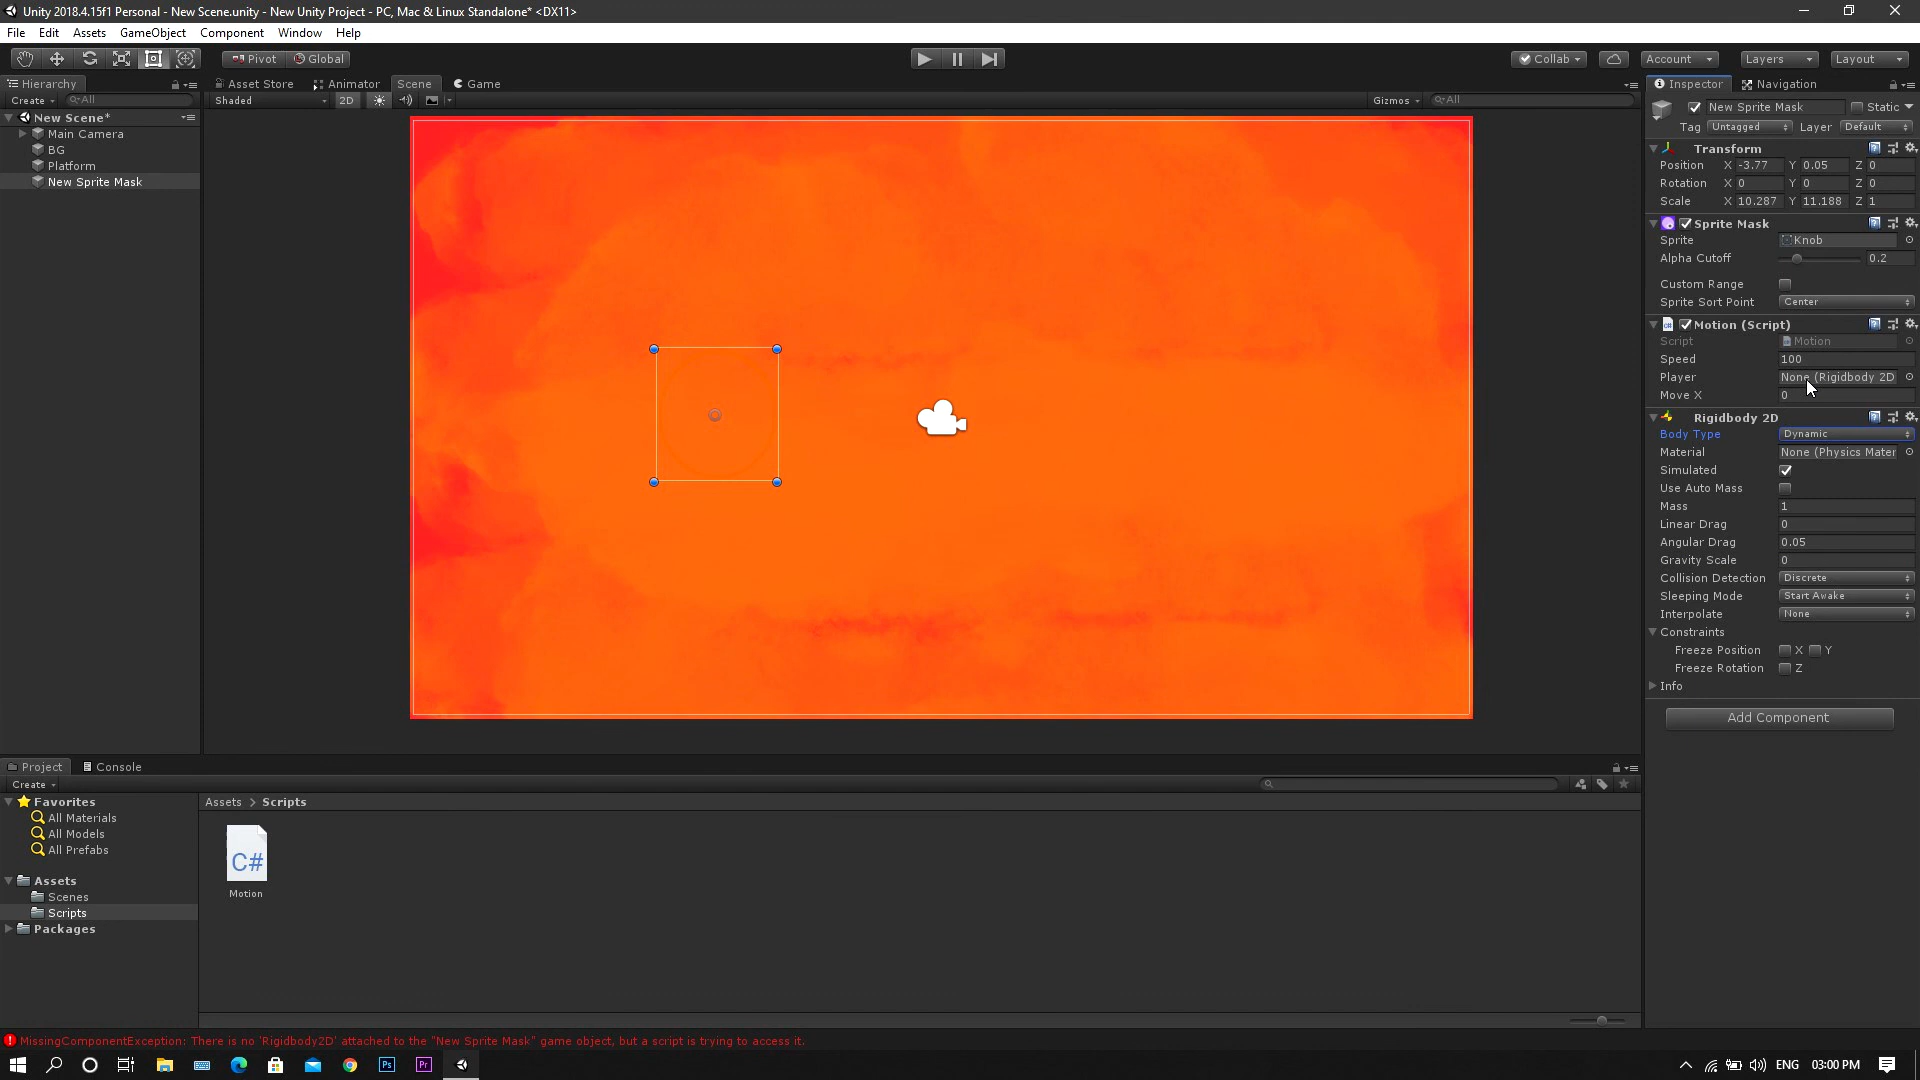 Unity 2018.4.15f1 Personal - New Scene.unity - New Unity Project - PC, Mac & Linux Standalone* <DX11>
File Edit Assets GameObject Component Window Help
Pivot Global Collab Account Layers Layout
Hierarchy Asset Store Animator Scene Game Inspector Navigation
Create All Shaded 2D Gizmos All
New Scene*
Main Camera
BG
Platform
New Sprite Mask
New Sprite Mask Static
Tag Untagged Layer Default
Transform
Position X -3.77 Y 0.05 Z 0
Rotation X 0 Y 0 Z 0
Scale X 10.287 Y 11.188 Z 1
Sprite Mask
Sprite Knob
Alpha Cutoff 0.2
Custom Range
Sprite Sort Point Center
Motion (Script)
Script Motion
Speed 100
Player None (Rigidbody 2D
Move X 0
Rigidbody 2D
Body Type Dynamic
Material None (Physics Mater
Simulated
Use Auto Mass
Mass 1
Linear Drag 0
Angular Drag 0.05
Gravity Scale 0
Collision Detection Discrete
Sleeping Mode Start Awake
Interpolate None
Constraints
Freeze Position X Y
Freeze Rotation Z
Info
Add Component
Project Console
Create
Favorites
All Materials
All Models
All Prefabs
Assets
Scenes
Scripts
Packages
Assets > Scripts
C#
Motion
MissingComponentException: There is no 'Rigidbody2D' attached to the "New Sprite Mask" game object, but a script is trying to access it.
Ps Pr ENG 03:00 PM